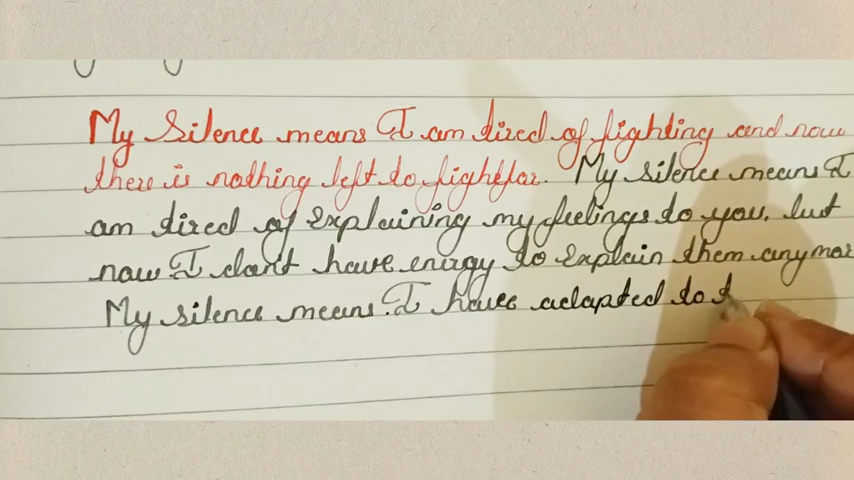 My Silence means I am tired of fighting and now
there is nothing left to fight for. My silence means I
am tired of explaining my feelings to you, but
now I don't have energy to explain them anymor
My silence means I have adapted to t